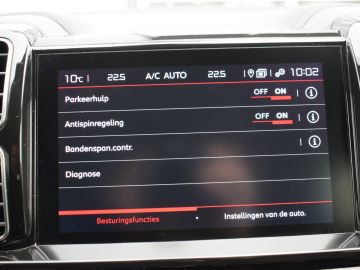 10°C 22.5 A/C AUTO 22.5 10:02
Parkeerhulp OFF ON
Antispinregeling OFF ON
Bandenspan.contr.
Diagnose
Besturingsfuncties Instellingen van de auto.